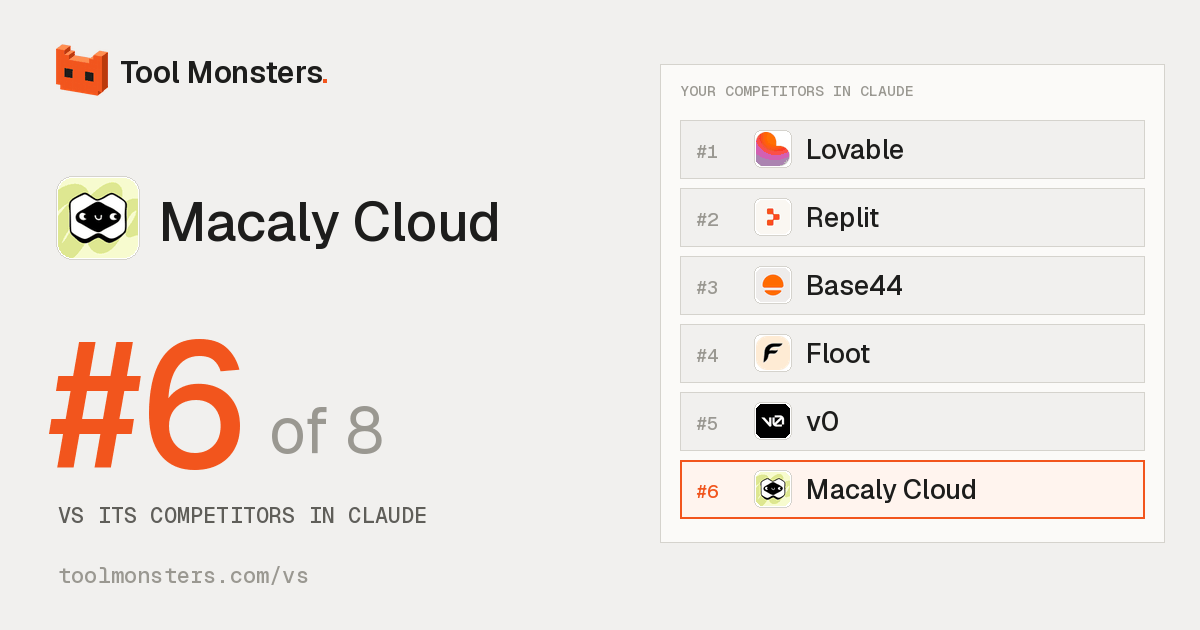 Tool Monsters.
Macaly Cloud
#6 of 8
VS ITS COMPETITORS IN CLAUDE
toolmonsters.com/vs
YOUR COMPETITORS IN CLAUDE
#1 Lovable
#2 Replit
#3 Base44
#4 Floot
#5 v0 v0
#6 Macaly Cloud